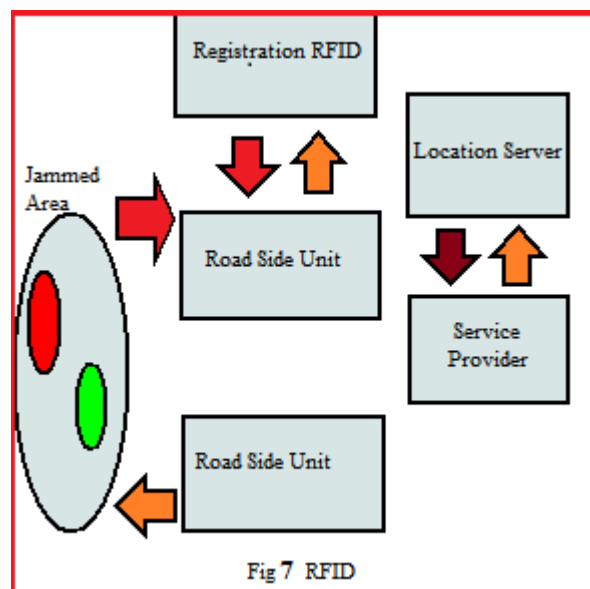 Registration RFID
Location Server
Jammed
Area
Road Side Unit
Service
Provider
Road Side Unit
Fig 7 RFID